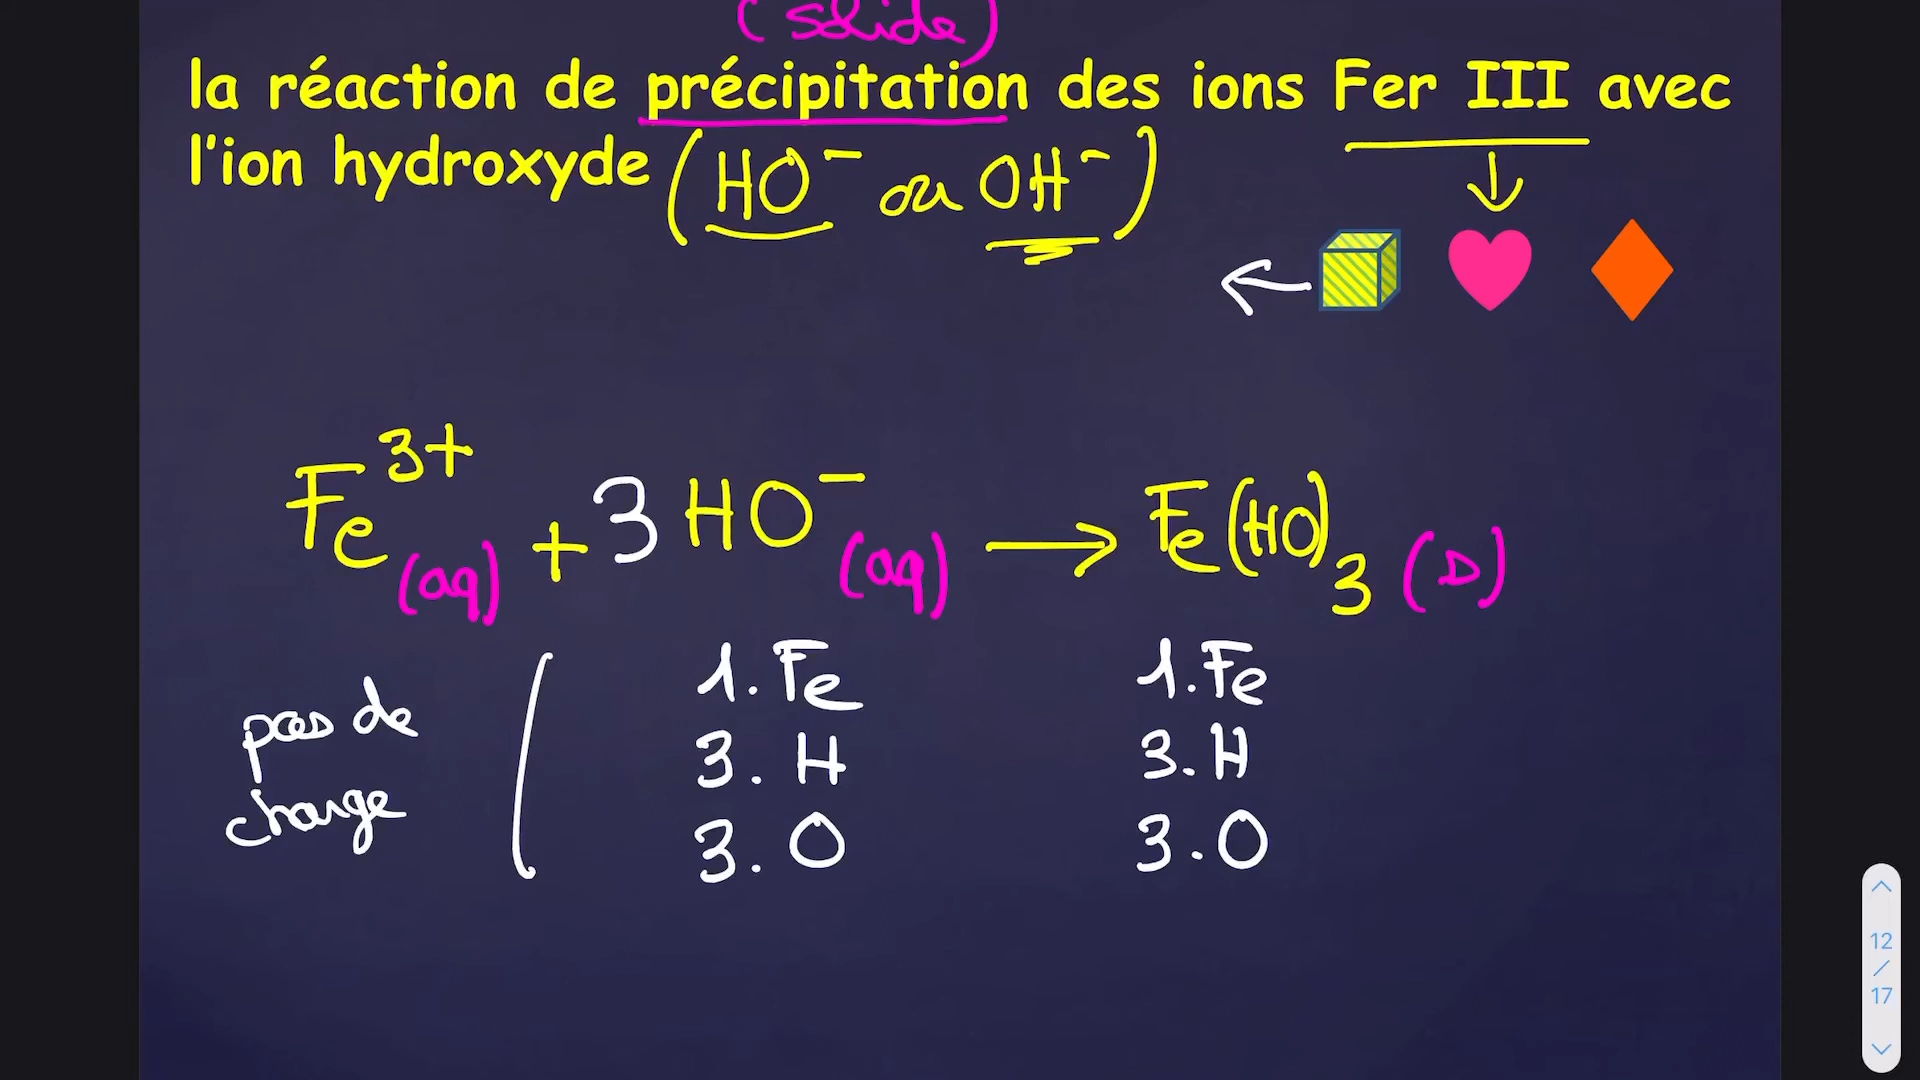 (solide)
la réaction de précipitation des ions Fer III avec
l'ion hydroxyde (HO⁻ ou OH⁻)
Fe³⁺(aq) + 3 HO⁻(aq) → Fe(HO)₃ (s)
1. Fe 1. Fe
pas de 3. H 3. H
charge 3. O 3. O
12
/
17